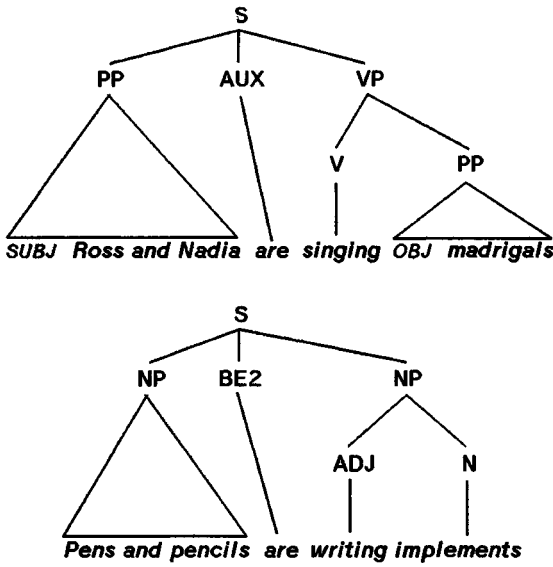 S
PP AUX VP
V PP
SUBJ Ross and Nadia are singing OBJ madrigals
S
NP BE2 NP
ADJ N
Pens and pencils are writing implements